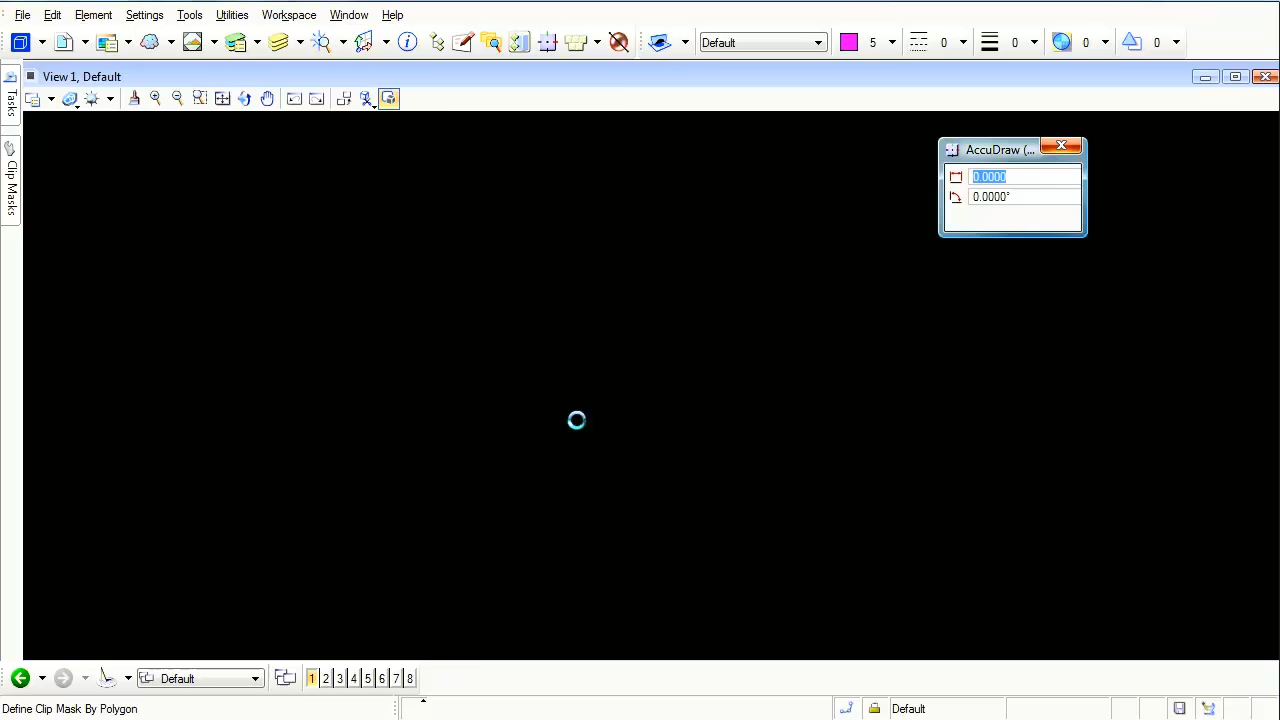 File Edit Element Settings Tools Utilities Workspace Window Help
Default 5 0 0 0 0
View 1, Default
Tasks
Clip Masks
AccuDraw (...
0.0000
0.0000°
Default 1 2 3 4 5 6 7 8
Define Clip Mask By Polygon Default